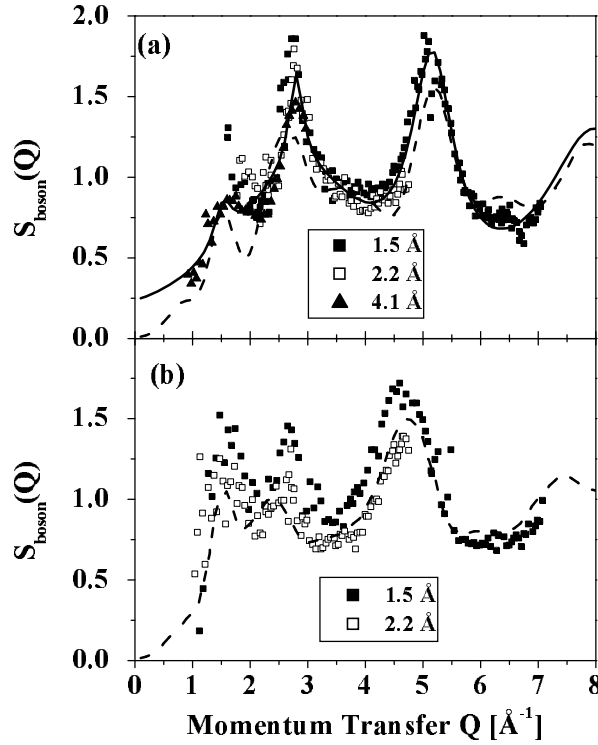 2.0
(a)
1.5
1.0
0.5
0.0
S_boson(Q)
1.5 Å
2.2 Å
4.1 Å
(b)
1.5
1.0
0.5
0.0
S_boson(Q)
1.5 Å
2.2 Å
0 1 2 3 4 5 6 7 8
Momentum Transfer Q [Å⁻¹]